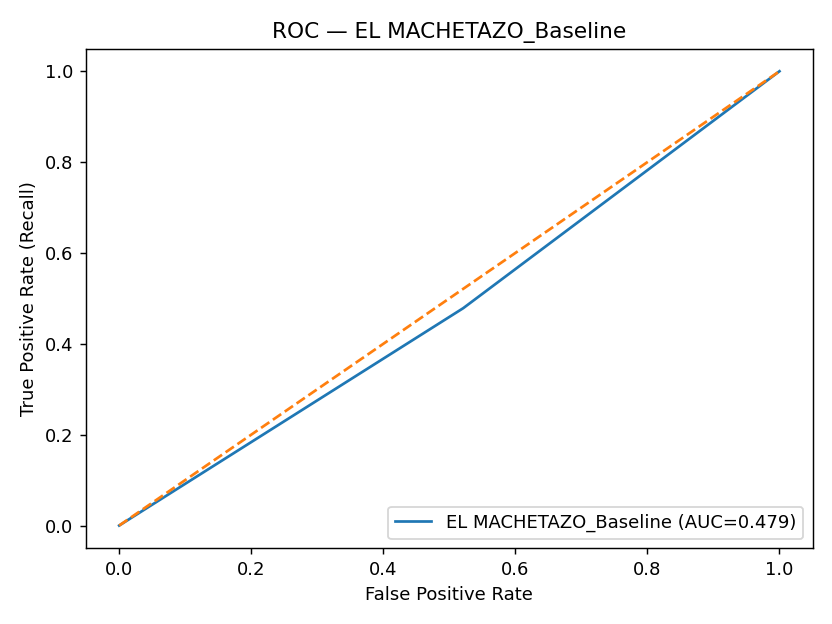 ROC — EL MACHETAZO_Baseline
True Positive Rate (Recall)
1.0
0.8
0.6
0.4
0.2
0.0
EL MACHETAZO_Baseline (AUC=0.479)
0.0 0.2 0.4 0.6 0.8 1.0
False Positive Rate